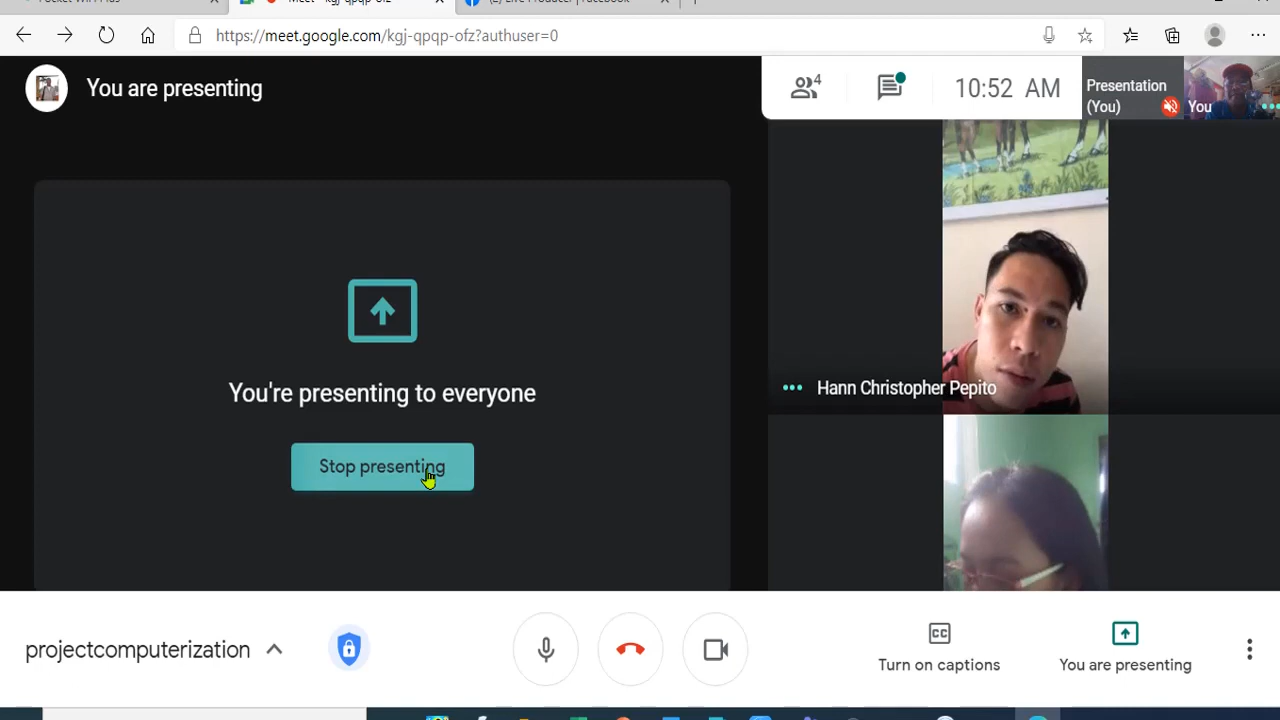 https://meet.google.com/kgj-qpqp-ofz?authuser=0
You are presenting
4
10:52 AM
Presentation
(You)
You
You're presenting to everyone
Stop presenting
Hann Christopher Pepito
projectcomputerization
CC
Turn on captions
You are presenting